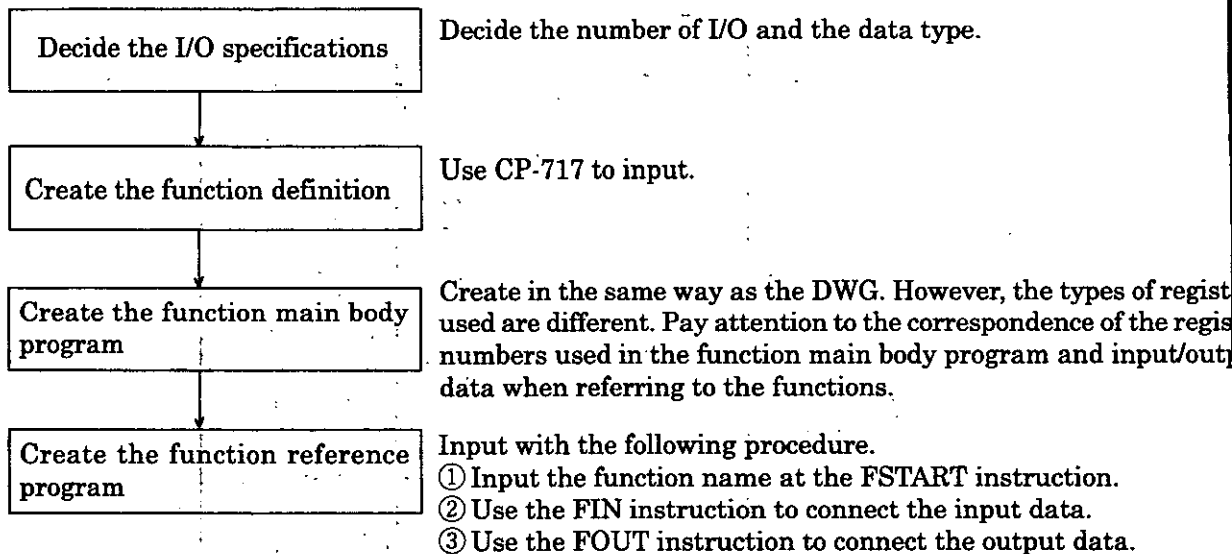 Decide the I/O specifications
Decide the number of I/O and the data type.
Create the function definition
Use CP-717 to input.
Create the function main body
program
Create in the same way as the DWG. However, the types of regist
used are different. Pay attention to the correspondence of the regis
numbers used in the function main body program and input/out
data when referring to the functions.
Create the function reference
program
Input with the following procedure.
① Input the function name at the FSTART instruction.
② Use the FIN instruction to connect the input data.
③ Use the FOUT instruction to connect the output data.